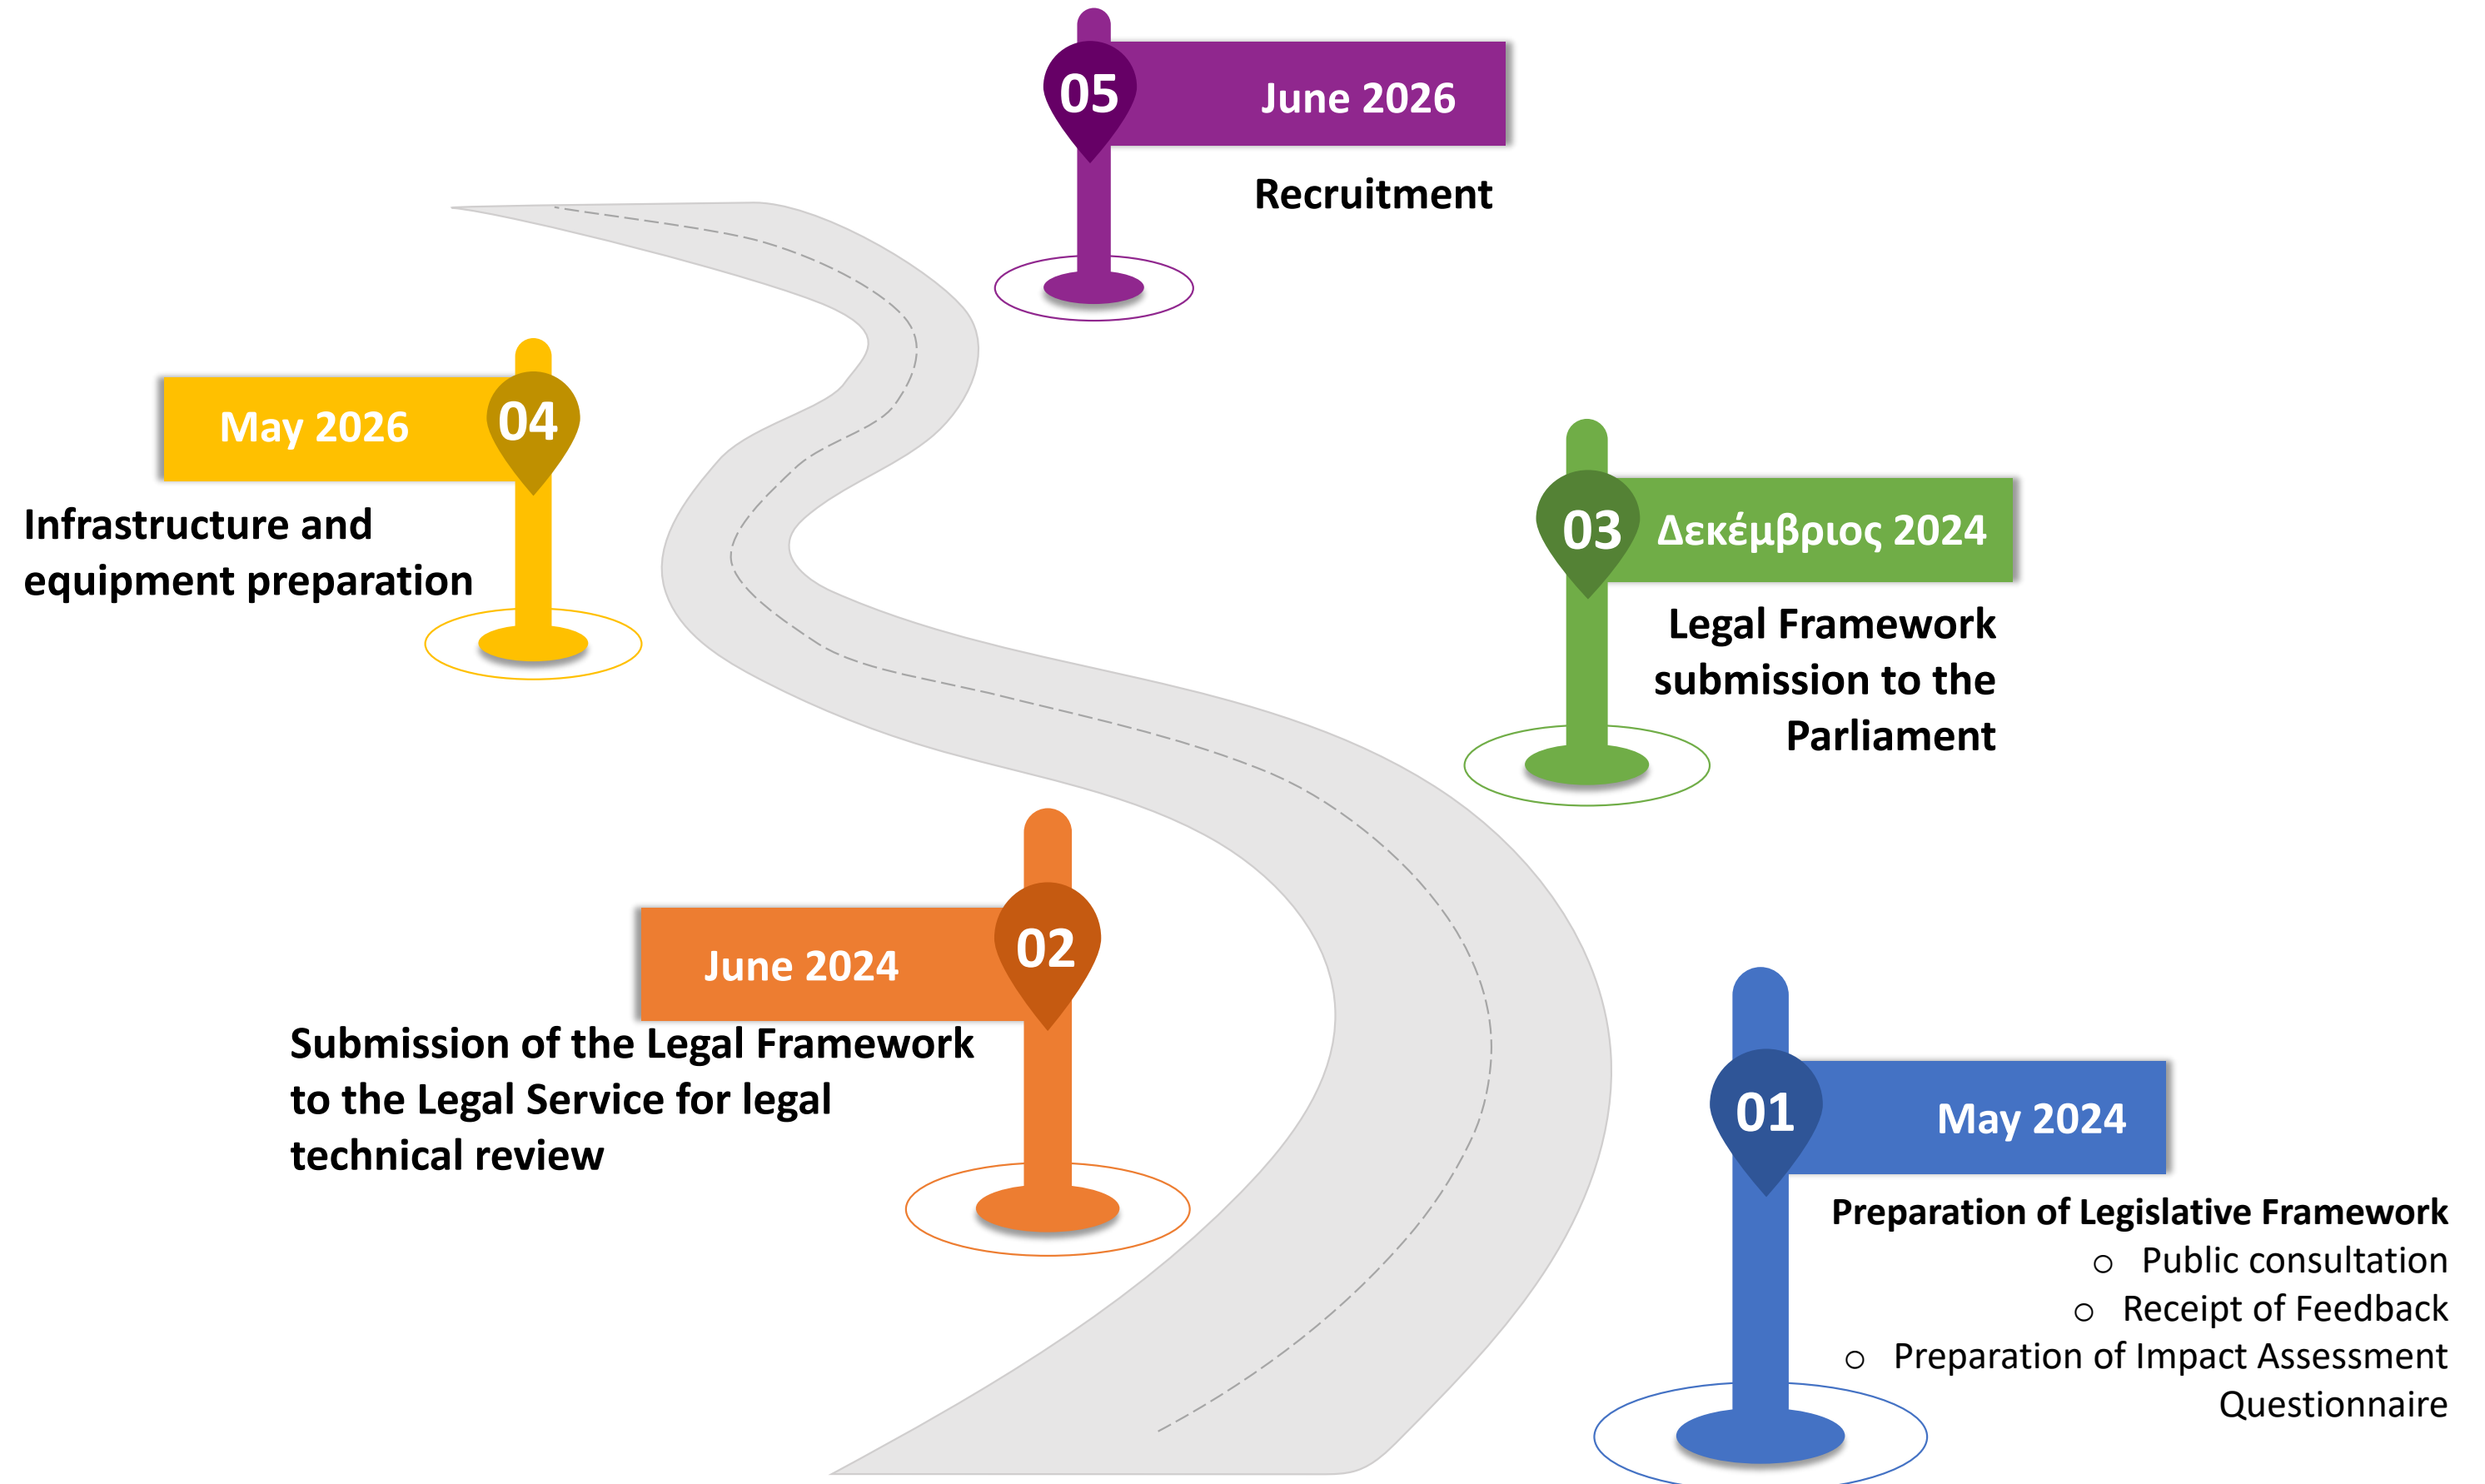 05
June 2026
Recruitment
04
May 2026
Infrastructure and
equipment preparation
03
Δεκέμβριος 2024
Legal Framework
submission to the
Parliament
02
June 2024
Submission of the Legal Framework
to the Legal Service for legal
technical review
01
May 2024
Preparation of Legislative Framework
o Public consultation
o Receipt of Feedback
o Preparation of Impact Assessment
Questionnaire